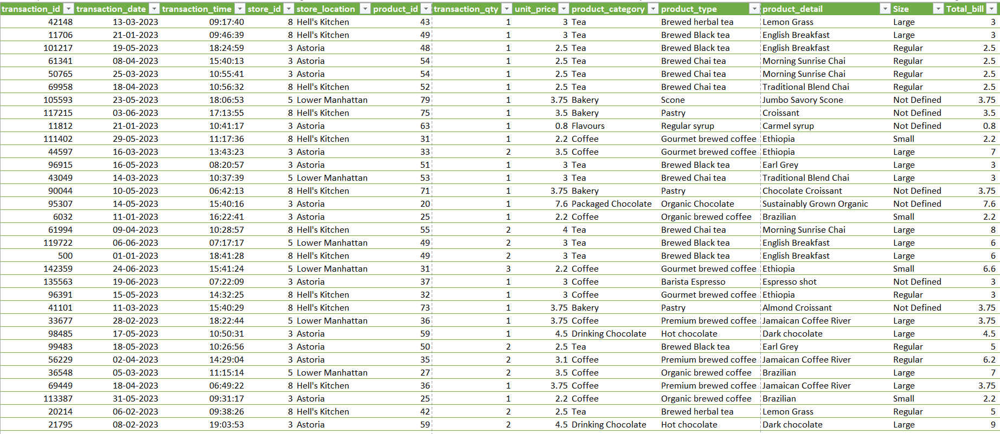 transaction_id transaction_date transaction_time store_id store_location product_id transaction_qty unit_price product_category product_type product_detail Size Total_bill
42148 13-03-2023 09:17:40 8 Hell's Kitchen 43 1 3 Tea Brewed herbal tea Lemon Grass Large 3
11706 21-01-2023 09:46:39 8 Hell's Kitchen 49 1 3 Tea Brewed Black tea English Breakfast Large 3
101217 19-05-2023 18:24:59 3 Astoria 48 1 2.5 Tea Brewed Black tea English Breakfast Regular 2.5
61341 08-04-2023 15:40:13 3 Astoria 54 1 2.5 Tea Brewed Chai tea Morning Sunrise Chai Regular 2.5
50765 25-03-2023 10:55:41 3 Astoria 54 1 2.5 Tea Brewed Chai tea Morning Sunrise Chai Regular 2.5
69958 18-04-2023 10:56:32 8 Hell's Kitchen 52 1 2.5 Tea Brewed Chai tea Traditional Blend Chai Regular 2.5
105593 23-05-2023 18:06:53 5 Lower Manhattan 79 1 3.75 Bakery Scone Jumbo Savory Scone Not Defined 3.75
117215 03-06-2023 17:13:55 8 Hell's Kitchen 75 1 3.5 Bakery Pastry Croissant Not Defined 3.5
11812 21-01-2023 10:41:17 3 Astoria 63 1 0.8 Flavours Regular syrup Carmel syrup Not Defined 0.8
111402 29-05-2023 11:17:36 8 Hell's Kitchen 31 1 2.2 Coffee Gourmet brewed coffee Ethiopia Small 2.2
44597 16-03-2023 13:43:23 3 Astoria 33 2 3.5 Coffee Gourmet brewed coffee Ethiopia Large 7
96915 16-05-2023 08:20:57 3 Astoria 51 1 3 Tea Brewed Black tea Earl Grey Large 3
43049 14-03-2023 10:37:39 5 Lower Manhattan 53 1 3 Tea Brewed Chai tea Traditional Blend Chai Large 3
90044 10-05-2023 06:42:13 8 Hell's Kitchen 71 1 3.75 Bakery Pastry Chocolate Croissant Not Defined 3.75
95307 14-05-2023 15:40:16 3 Astoria 20 1 7.6 Packaged Chocolate Organic Chocolate Sustainably Grown Organic Not Defined 7.6
6032 11-01-2023 16:22:41 3 Astoria 25 1 2.2 Coffee Organic brewed coffee Brazilian Small 2.2
61994 09-04-2023 10:28:57 8 Hell's Kitchen 55 2 4 Tea Brewed Chai tea Morning Sunrise Chai Large 8
119722 06-06-2023 07:17:17 5 Lower Manhattan 49 2 3 Tea Brewed Black tea English Breakfast Large 6
500 01-01-2023 18:41:28 8 Hell's Kitchen 49 2 3 Tea Brewed Black tea English Breakfast Large 6
142359 24-06-2023 15:41:24 5 Lower Manhattan 31 3 2.2 Coffee Gourmet brewed coffee Ethiopia Small 6.6
135563 19-06-2023 07:22:09 3 Astoria 37 1 3 Coffee Barista Espresso Espresso shot Not Defined 3
96391 15-05-2023 14:32:25 8 Hell's Kitchen 32 1 3 Coffee Gourmet brewed coffee Ethiopia Regular 3
41101 11-03-2023 15:40:29 8 Hell's Kitchen 73 1 3.75 Bakery Pastry Almond Croissant Not Defined 3.75
33677 28-02-2023 18:22:44 5 Lower Manhattan 36 1 3.75 Coffee Premium brewed coffee Jamaican Coffee River Large 3.75
98485 17-05-2023 10:50:31 3 Astoria 59 1 4.5 Drinking Chocolate Hot chocolate Dark chocolate Large 4.5
99483 18-05-2023 10:26:56 3 Astoria 50 2 2.5 Tea Brewed Black tea Earl Grey Regular 5
56229 02-04-2023 14:29:04 3 Astoria 35 2 3.1 Coffee Premium brewed coffee Jamaican Coffee River Regular 6.2
36548 05-03-2023 11:15:14 5 Lower Manhattan 27 2 3.5 Coffee Organic brewed coffee Brazilian Large 7
69449 18-04-2023 06:49:22 8 Hell's Kitchen 36 1 3.75 Coffee Premium brewed coffee Jamaican Coffee River Large 3.75
113387 31-05-2023 09:31:17 3 Astoria 25 1 2.2 Coffee Organic brewed coffee Brazilian Small 2.2
20214 06-02-2023 09:38:26 8 Hell's Kitchen 42 2 2.5 Tea Brewed herbal tea Lemon Grass Regular 5
21795 08-02-2023 19:03:53 3 Astoria 59 2 4.5 Drinking Chocolate Hot chocolate Dark chocolate Large 9